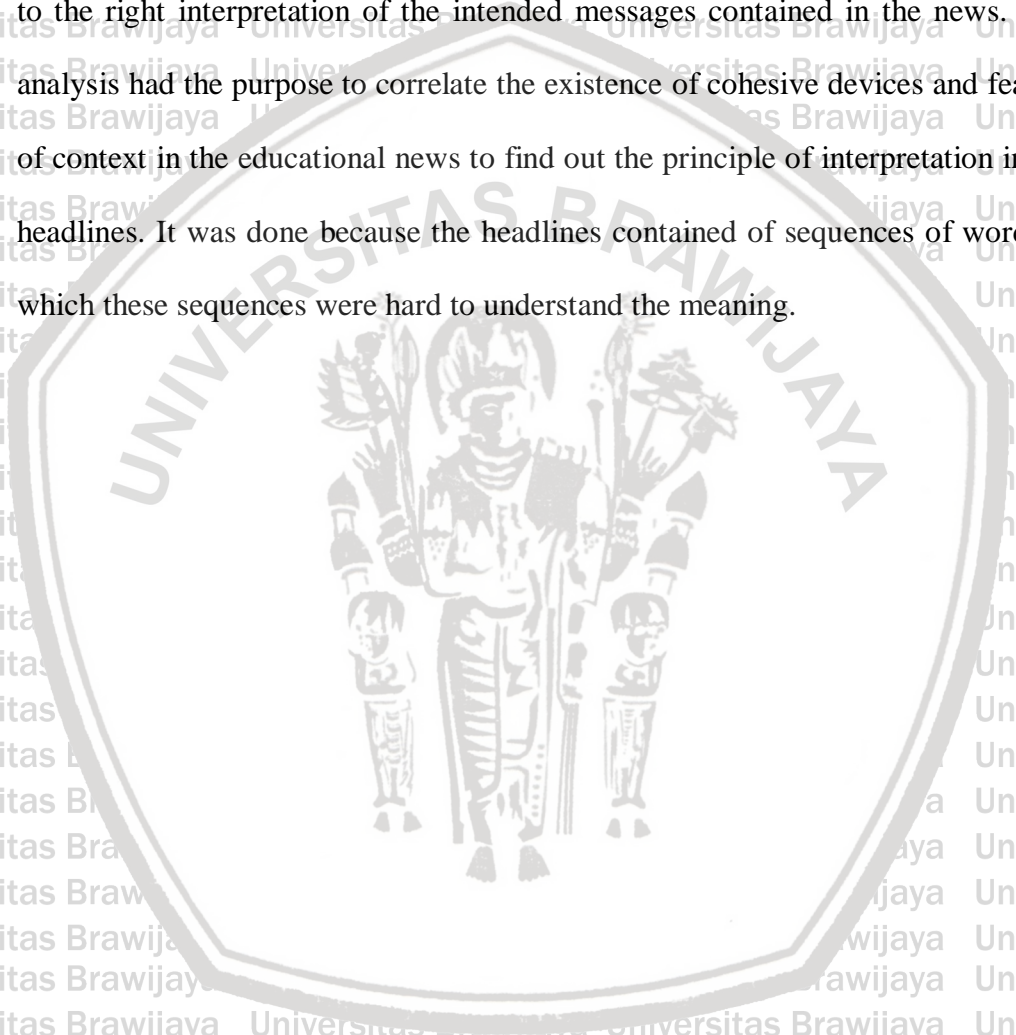 to the right interpretation of the intended messages contained in the news.
analysis had the purpose to correlate the existence of cohesive devices and fea
of context in the educational news to find out the principle of interpretation in
headlines. It was done because the headlines contained of sequences of word
which these sequences were hard to understand the meaning.
UNIVERSITAS BRAWIJAYA